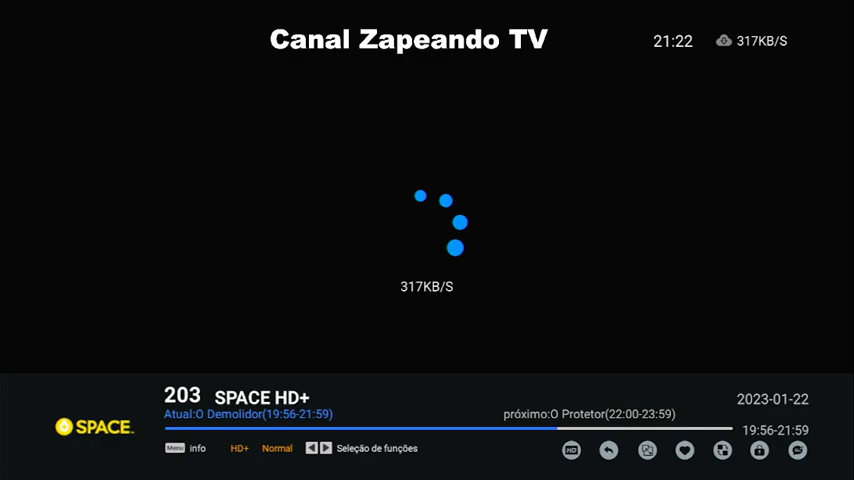 Canal Zapeando TV
21:22
317KB/S
317KB/S
203 SPACE HD+
2023-01-22
Atual:O Demolidor(19:56-21:59)
próximo:O Protetor(22:00-23:59)
SPACE
19:56-21:59
Menu info HD+ Normal Seleção de funções
HD